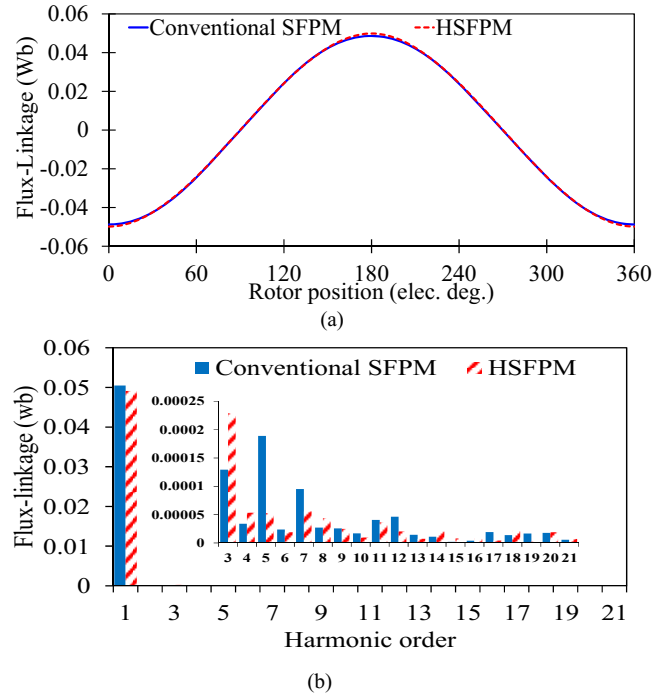 Conventional SFPM HSFPM
Flux-Linkage (Wb)
0.06
0.04
0.02
0
-0.02
-0.04
-0.06
0 60 120 180 240 300 360
Rotor position (elec. deg.)
(a)
Conventional SFPM HSFPM
Flux-linkage (wb)
0.06
0.05
0.04
0.03
0.02
0.01
0
0.00025
0.0002
0.00015
0.0001
0.00005
0
3 4 5 6 7 8 9 10 11 12 13 14 15 16 17 18 19 20 21
1 3 5 7 9 11 13 15 17 19 21
Harmonic order
(b)